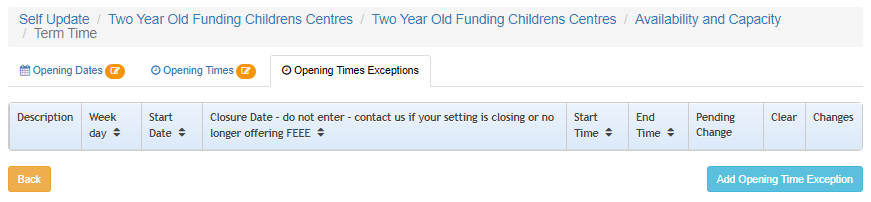 Self Update / Two Year Old Funding Childrens Centres / Two Year Old Funding Childrens Centres / Availability and Capacity
/ Term Time
Opening Dates Opening Times Opening Times Exceptions
Description Week day Start Date Closure Date - do not enter - contact us if your setting is closing or no longer offering FEEE Start Time End Time Pending Change Clear Changes
Back Add Opening Time Exception